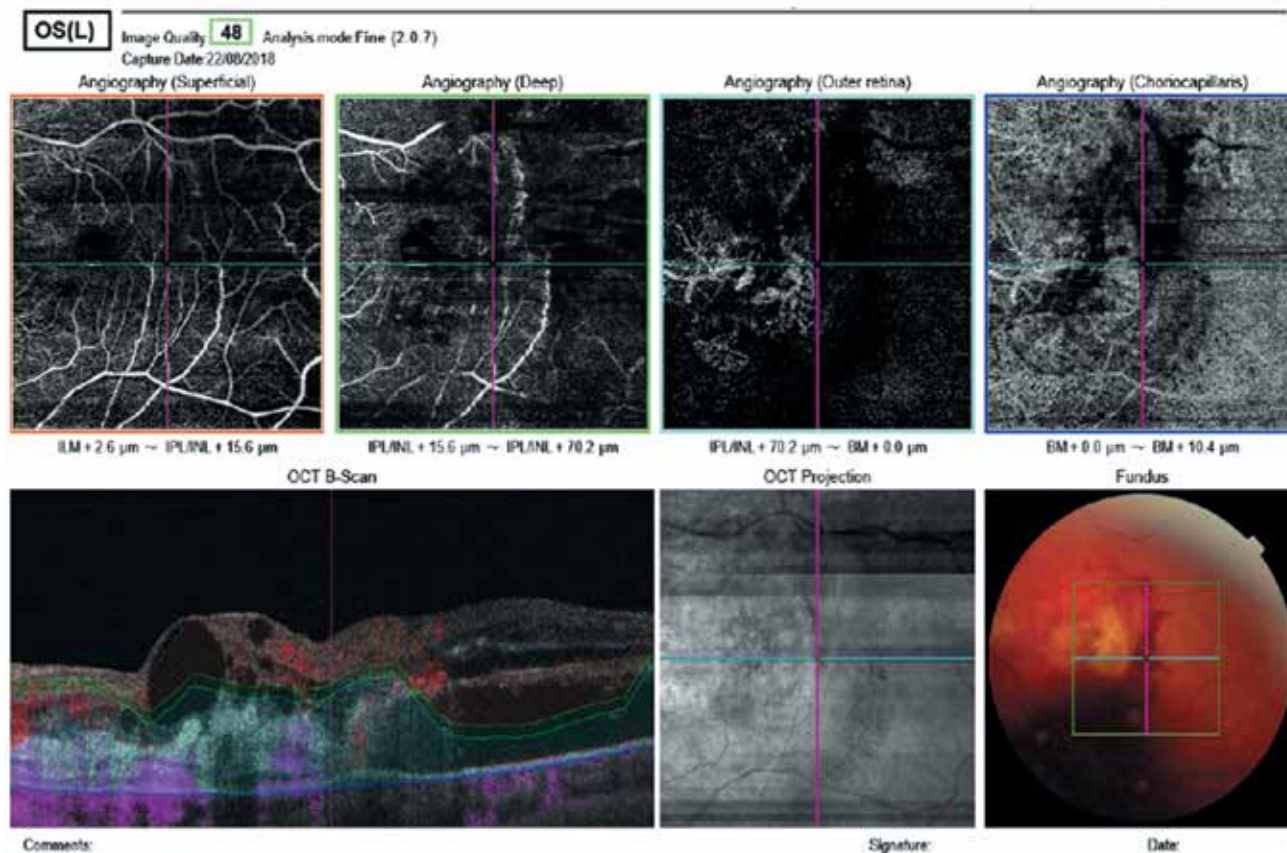 OS(L)
Image Quality 48 Analysis mode: Fine (2.0.7)
Capture Date: 22/08/2018
Angiography (Superficial)
Angiography (Deep)
Angiography (Outer retina)
Angiography (Choriocapillaris)
ILM + 2.6 μm ~ IPL/INL + 15.6 μm
IPL/INL + 15.6 μm ~ IPL/INL + 70.2 μm
IPL/INL + 70.2 μm ~ BM + 0.0 μm
BM + 0.0 μm ~ BM + 10.4 μm
OCT B-Scan
OCT Projection
Fundus
Comments:
Signature:
Date: